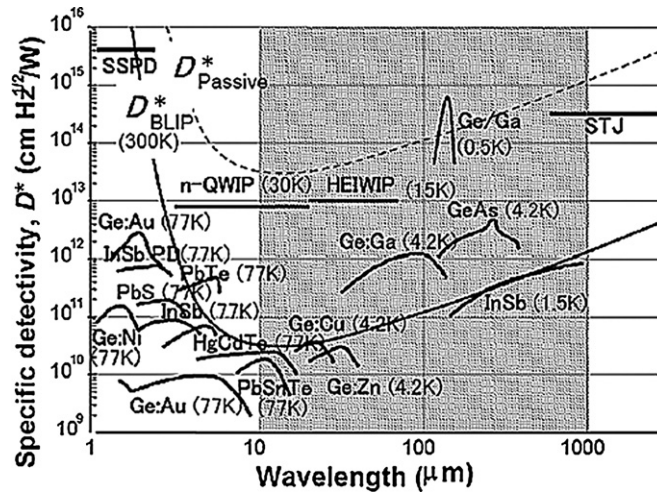 Specific detectivity, D* (cm Hz^1/2/W)
10^16
10^15
10^14
10^13
10^12
10^11
10^10
10^9
SSPD
D*Passive
D*BLIP
(300K)
Ge/Ga
(0.5K)
STJ
n-QWIP (30K) HEIWIP (15K)
Ge:Au (77K)
InSb PD (77K)
PbTe (77K)
PbS (77K)
InSb (77K)
Ge:Ni
(77K)
HgCdTe (77K)
Ge:Ga (4.2K)
GeAs (4.2K)
InSb (1.5K)
Ge:Cu (4.2K)
Ge:Zn (4.2K)
PbSnTe
(77K)
Ge:Au (77K)
1 10 100 1000
Wavelength (μm)